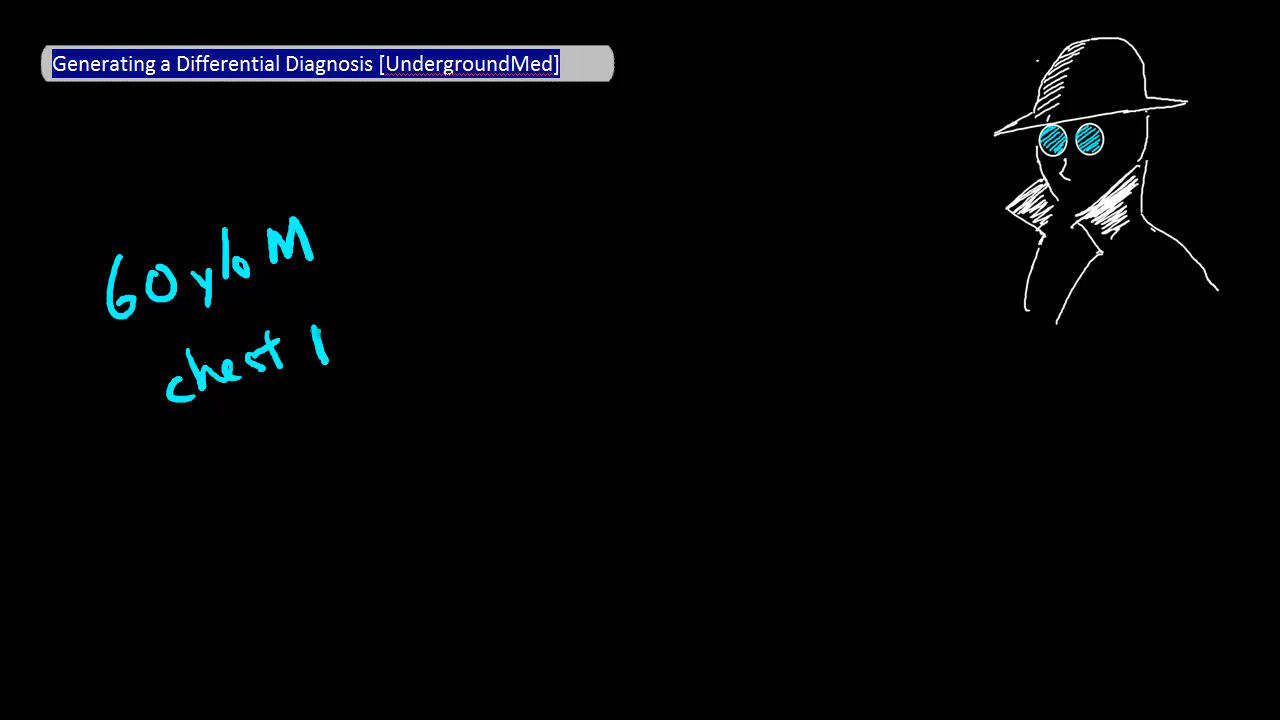 Generating a Differential Diagnosis [UndergroundMed]
60 y/o M
chest